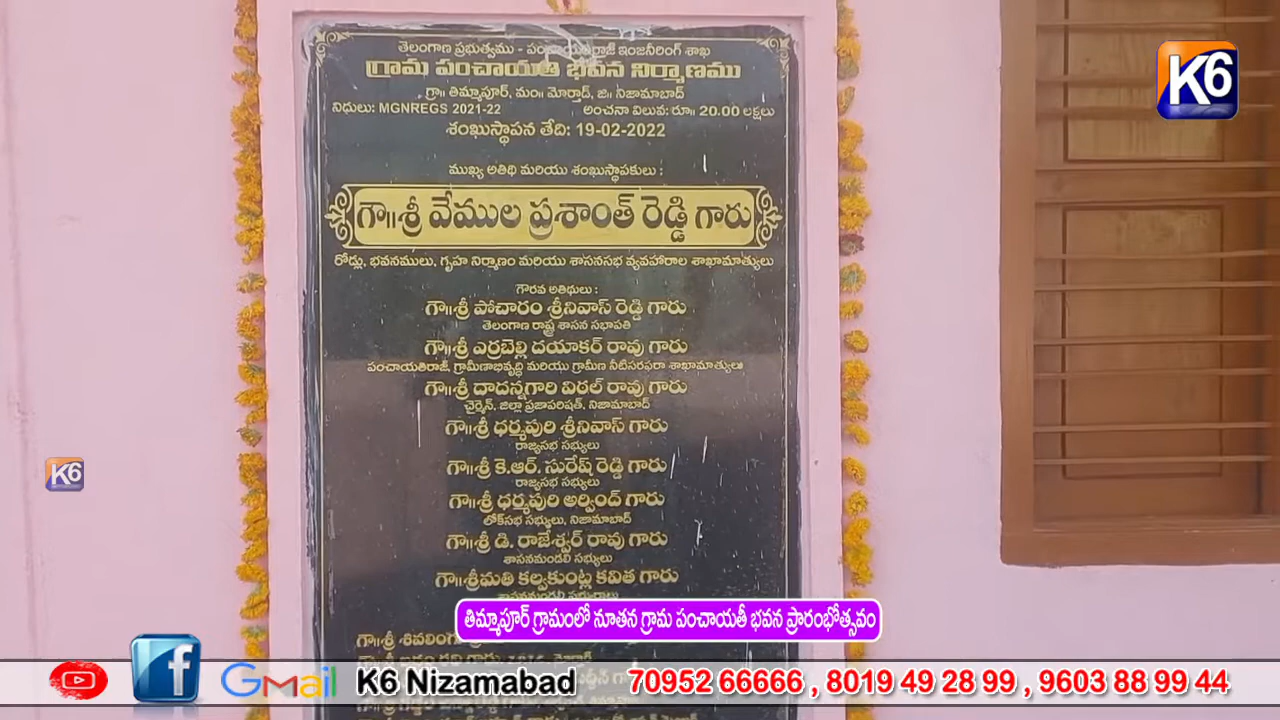 తెలంగాణ ప్రభుత్వము - పంచాయతీరాజ్ ఇంజనీరింగ్ శాఖ
గ్రామ పంచాయతి భవన నిర్మాణము
గ్రా॥ తిమ్మాపూర్, మం॥ మోర్తాడ్, జి॥ నిజామాబాద్
నిధులు: MGNREGS 2021-22 అంచనా విలువ: రూ॥ 20.00 లక్షలు
శంఖుస్థాపన తేది: 19-02-2022
ముఖ్య అతిథి మరియు శంఖుస్థాపకులు :
గౌ॥శ్రీ వేముల ప్రశాంత్ రెడ్డి గారు
రోడ్లు, భవనములు, గృహ నిర్మాణం మరియు శాసనసభ వ్యవహారాల శాఖామాత్యులు
గౌరవ అతిథులు :
గౌ॥శ్రీ పోచారం శ్రీనివాస్ రెడ్డి గారు
తెలంగాణ రాష్ట్ర శాసన సభాపతి
గౌ॥శ్రీ ఎర్రబెల్లి దయాకర్ రావు గారు
పంచాయతిరాజ్, గ్రామీణాభివృద్ధి మరియు గ్రామీణ నీటిసరఫరా శాఖామాత్యులు
గౌ॥శ్రీ దాదన్నగారి విఠల్ రావు గారు
చైర్మెన్, జిల్లా ప్రజాపరిషత్, నిజామాబాద్
గౌ॥శ్రీ ధర్మపురి శ్రీనివాస్ గారు
రాజ్యసభ సభ్యులు
గౌ॥శ్రీ కె.ఆర్. సురేష్ రెడ్డి గారు
రాజ్యసభ సభ్యులు
గౌ॥శ్రీ ధర్మపురి అర్వింద్ గారు
లోక్‌సభ సభ్యులు, నిజామాబాద్
గౌ॥శ్రీ డి. రాజేశ్వర్ రావు గారు
శాసనమండలి సభ్యులు
గౌ॥శ్రీమతి కల్వకుంట్ల కవిత గారు
శాసనమండలి సభ్యురాలు
గౌ॥శ్రీ
తిమ్మాపూర్ గ్రామంలో నూతన గ్రామ పంచాయతీ భవన ప్రారంభోత్సవం
K6
K6
f Gmail K6 Nizamabad 70952 66666 , 8019 49 28 99 , 9603 88 99 44